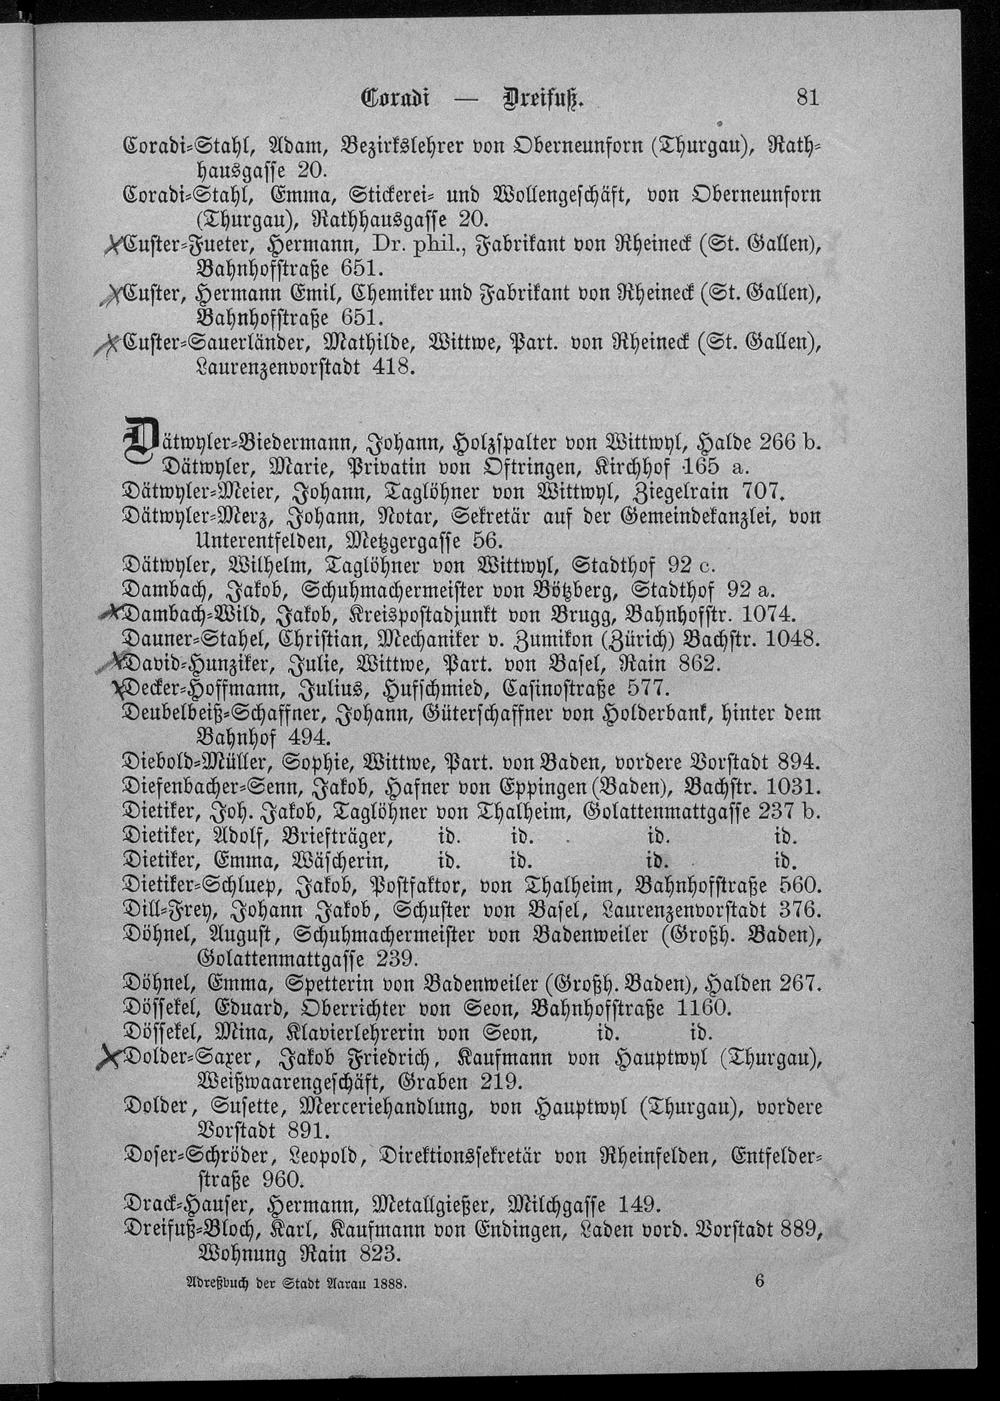 Coradi — Dreifuß. 81
Coradi-Stahl, Adam, Bezirkslehrer von Oberneunforn (Thurgau), Rath-
hausgasse 20.
Coradi-Stahl, Emma, Stickerei- und Wollengeschäft, von Oberneunforn
(Thurgau), Rathhausgasse 20.
Custer-Fueter, Hermann, Dr. phil., Fabrikant von Rheineck (St. Gallen),
Bahnhofstraße 651.
Custer, Hermann Emil, Chemiker und Fabrikant von Rheineck (St. Gallen),
Bahnhofstraße 651.
Custer-Sauerländer, Mathilde, Wittwe, Part. von Rheineck (St. Gallen),
Laurenzenvorstadt 418.
Dätwyler-Biedermann, Johann, Holzspalter von Wittwyl, Halde 266 b.
Dätwyler, Marie, Privatin von Oftringen, Kirchhof 165 a.
Dätwyler-Meier, Johann, Taglöhner von Wittwyl, Ziegelrain 707.
Dätwyler-Merz, Johann, Notar, Sekretär auf der Gemeindekanzlei, von
Unterentfelden, Metzgergasse 56.
Dätwyler, Wilhelm, Taglöhner von Wittwyl, Stadthof 92 c.
Dambach, Jakob, Schuhmachermeister von Bötzberg, Stadthof 92 a.
Dambach-Wild, Jakob, Kreispostadjunkt von Brugg, Bahnhofstr. 1074.
Dauner-Stahel, Christian, Mechaniker v. Zumikon (Zürich) Bachstr. 1048.
David-Hunziker, Julie, Wittwe, Part. von Basel, Rain 862.
Decker-Hoffmann, Julius, Hufschmied, Casinostraße 577.
Deubelbeiß-Schaffner, Johann, Güterschaffner von Holderbank, hinter dem
Bahnhof 494.
Diebold-Müller, Sophie, Wittwe, Part. von Baden, vordere Vorstadt 894.
Diefenbacher-Senn, Jakob, Hafner von Eppingen (Baden), Bachstr. 1031.
Dietiker, Joh. Jakob, Taglöhner von Thalheim, Golattenmattgasse 237 b.
Dietiker, Adolf, Briefträger, id. id. id. id.
Dietiker, Emma, Wäscherin, id. id. id. id.
Dietiker-Schluep, Jakob, Postfaktor, von Thalheim, Bahnhofstraße 560.
Dill-Frey, Johann Jakob, Schuster von Basel, Laurenzenvorstadt 376.
Döhnel, August, Schuhmachermeister von Badenweiler (Großh. Baden),
Golattenmattgasse 239.
Döhnel, Emma, Spetterin von Badenweiler (Großh. Baden), Halden 267.
Dössekel, Eduard, Oberrichter von Seon, Bahnhofstraße 1160.
Dössekel, Mina, Klavierlehrerin von Seon, id. id.
Dolder-Saxer, Jakob Friedrich, Kaufmann von Hauptwyl (Thurgau),
Weißwaarengeschäft, Graben 219.
Dolder, Susette, Merceriehandlung, von Hauptwyl (Thurgau), vordere
Vorstadt 891.
Doser-Schröder, Leopold, Direktionssekretär von Rheinfelden, Entfelder-
straße 960.
Drack-Hauser, Hermann, Metallgießer, Milchgasse 149.
Dreifuß-Bloch, Karl, Kaufmann von Endingen, Laden vord. Vorstadt 889,
Wohnung Rain 823.
Adreßbuch der Stadt Aarau 1888. 6